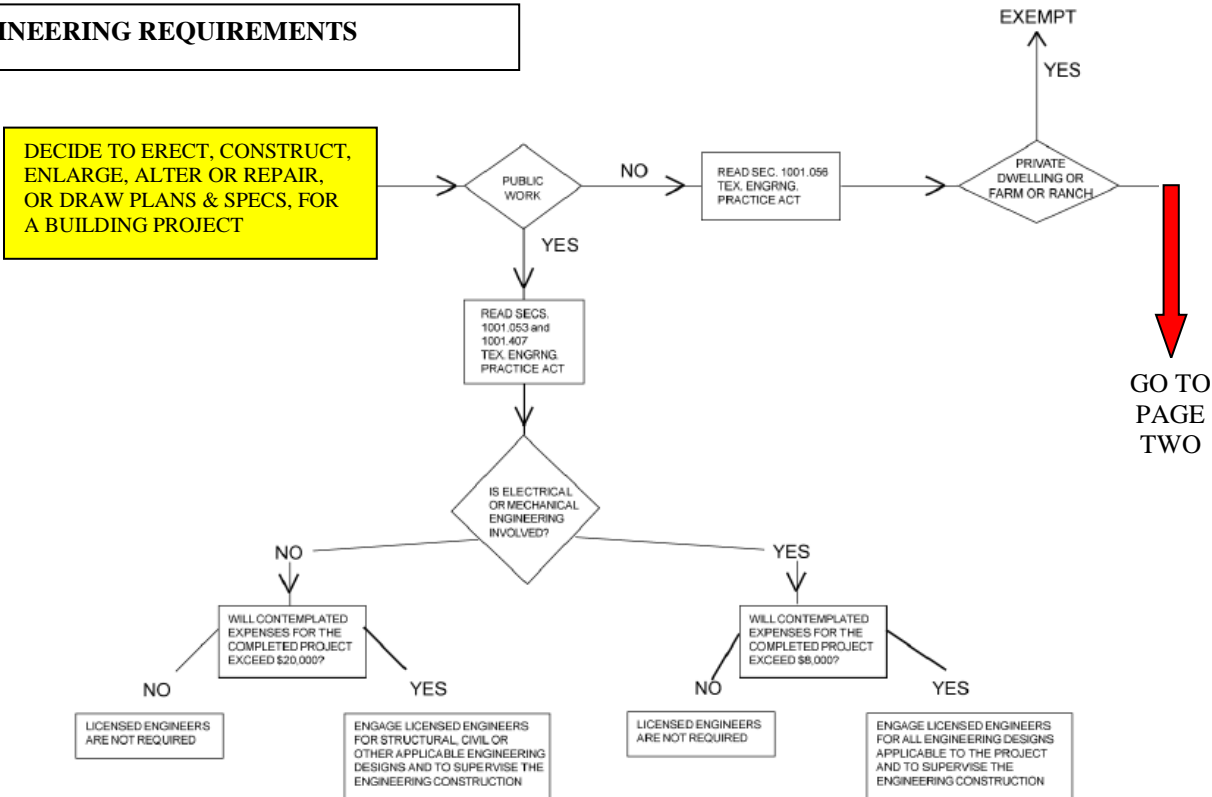 INEERING REQUIREMENTS
EXEMPT
YES
DECIDE TO ERECT, CONSTRUCT,
ENLARGE, ALTER OR REPAIR,
OR DRAW PLANS & SPECS, FOR
A BUILDING PROJECT
PUBLIC
WORK
NO
READ SEC. 1001.056
TEX. ENGRNG.
PRACTICE ACT
PRIVATE
DWELLING OR
FARM OR RANCH
YES
GO TO
PAGE
TWO
READ SECS.
1001.053 and
1001.407
TEX. ENGRNG.
PRACTICE ACT
IS ELECTRICAL
OR MECHANICAL
ENGINEERING
INVOLVED?
NO
YES
WILL CONTEMPLATED
EXPENSES FOR THE
COMPLETED PROJECT
EXCEED $20,000?
WILL CONTEMPLATED
EXPENSES FOR THE
COMPLETED PROJECT
EXCEED $8,000?
NO
YES
NO
YES
LICENSED ENGINEERS
ARE NOT REQUIRED
ENGAGE LICENSED ENGINEERS
FOR STRUCTURAL, CIVIL OR
OTHER APPLICABLE ENGINEERING
DESIGNS AND TO SUPERVISE THE
ENGINEERING CONSTRUCTION
LICENSED ENGINEERS
ARE NOT REQUIRED
ENGAGE LICENSED ENGINEERS
FOR ALL ENGINEERING DESIGNS
APPLICABLE TO THE PROJECT
AND TO SUPERVISE THE
ENGINEERING CONSTRUCTION